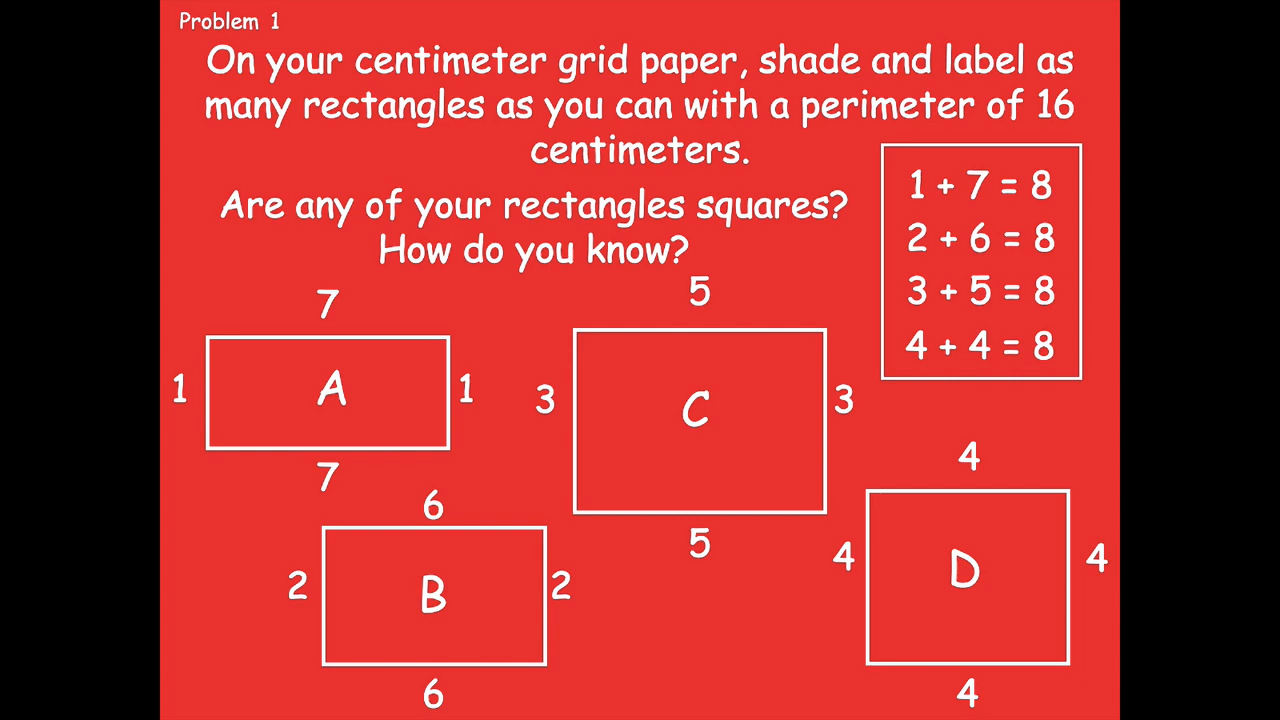 Problem 1
On your centimeter grid paper, shade and label as
many rectangles as you can with a perimeter of 16
centimeters.
Are any of your rectangles squares?
How do you know?
1 + 7 = 8
2 + 6 = 8
3 + 5 = 8
4 + 4 = 8
7
1 A 1
7
6
2 B 2
6
5
3 C 3
5
4
4 D 4
4